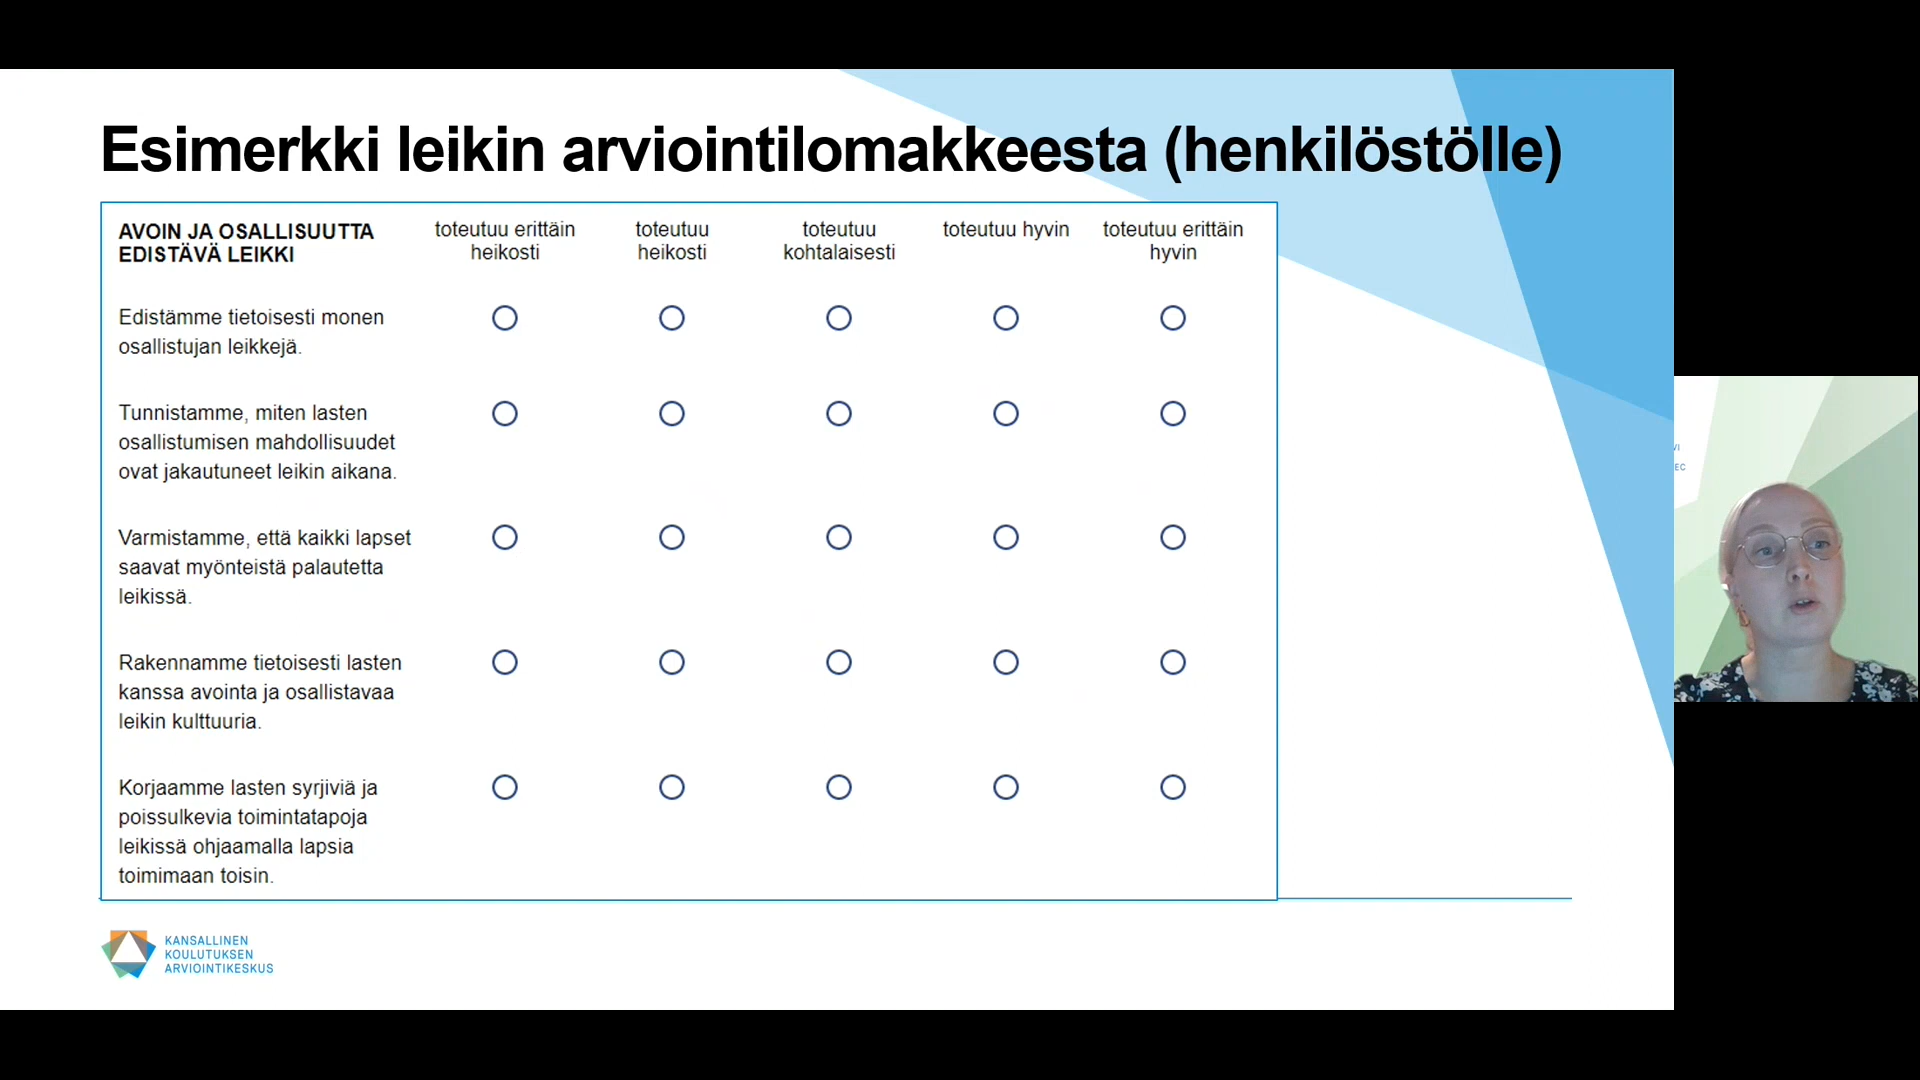 Esimerkki leikin arviointilomakkeesta (henkilöstölle)
AVOIN JA OSALLISUUTTA
EDISTÄVÄ LEIKKI
toteutuu erittäin
heikosti
toteutuu
heikosti
toteutuu
kohtalaisesti
toteutuu hyvin
toteutuu erittäin
hyvin
Edistämme tietoisesti monen
osallistujan leikkejä.
Tunnistamme, miten lasten
osallistumisen mahdollisuudet
ovat jakautuneet leikin aikana.
Varmistamme, että kaikki lapset
saavat myönteistä palautetta
leikissä.
Rakennamme tietoisesti lasten
kanssa avointa ja osallistavaa
leikin kulttuuria.
Korjaamme lasten syrjiviä ja
poissulkevia toimintatapoja
leikissä ohjaamalla lapsia
toimimaan toisin.
KANSALLINEN
KOULUTUKSEN
ARVIOINTIKESKUS